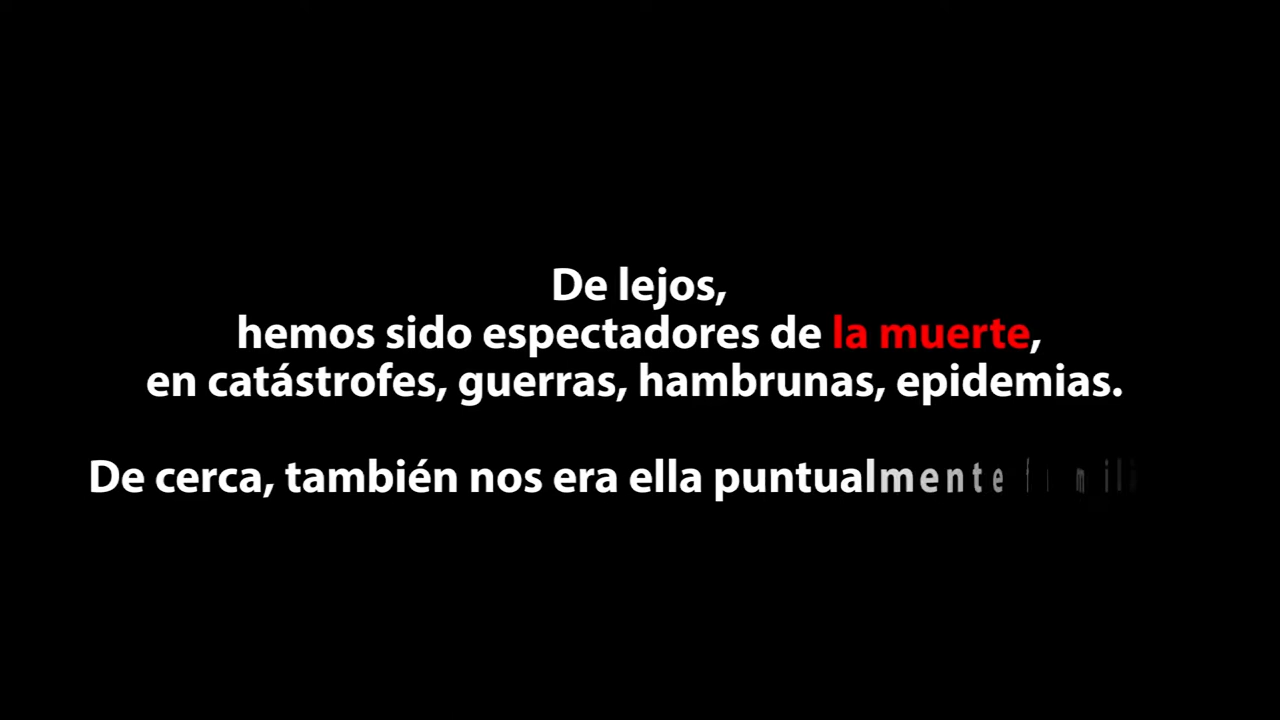 De lejos,
hemos sido espectadores de la muerte,
en catástrofes, guerras, hambrunas, epidemias.
De cerca, también nos era ella puntualmente